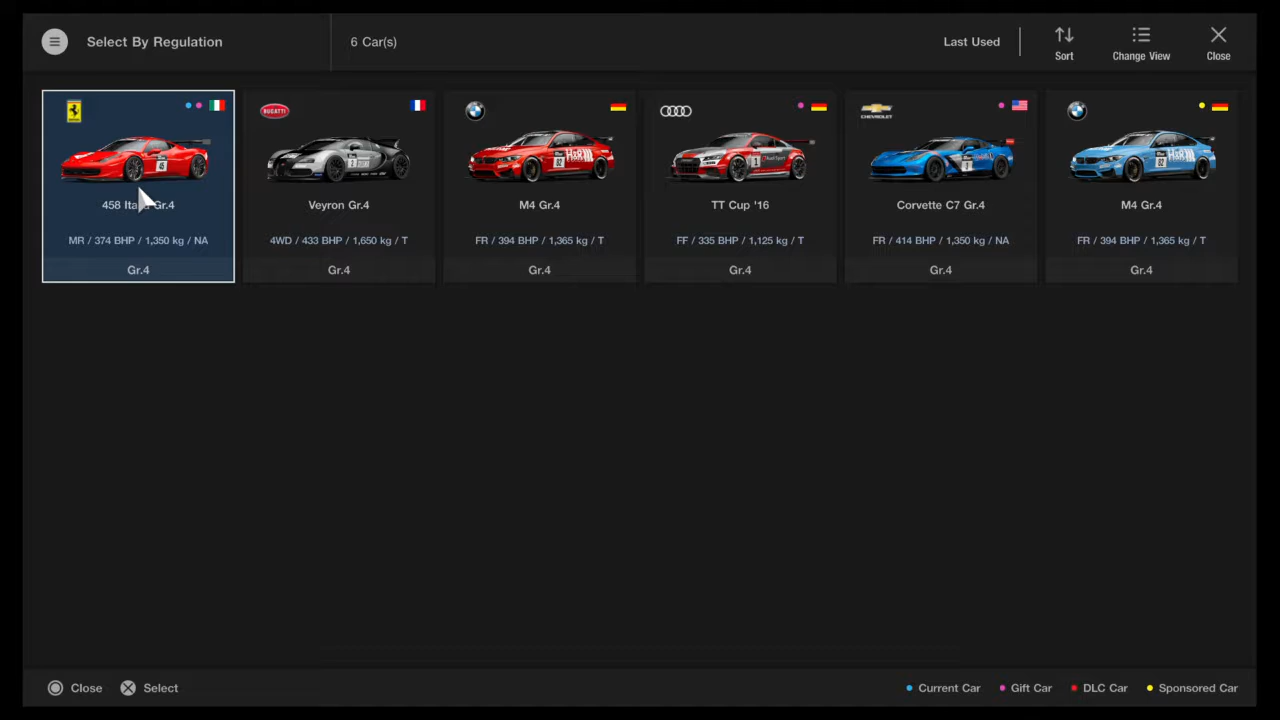 Select By Regulation
6 Car(s)
Last Used
Sort
Change View
Close
BUGATTI
CHEVROLET
458 Ita Gr.4
Veyron Gr.4
M4 Gr.4
TT Cup '16
Corvette C7 Gr.4
M4 Gr.4
MR / 374 BHP / 1,350 kg / NA
4WD / 433 BHP / 1,650 kg / T
FR / 394 BHP / 1,365 kg / T
FF / 335 BHP / 1,125 kg / T
FR / 414 BHP / 1,350 kg / NA
FR / 394 BHP / 1,365 kg / T
Gr.4
Gr.4
Gr.4
Gr.4
Gr.4
Gr.4
Close
Select
Current Car
Gift Car
DLC Car
Sponsored Car